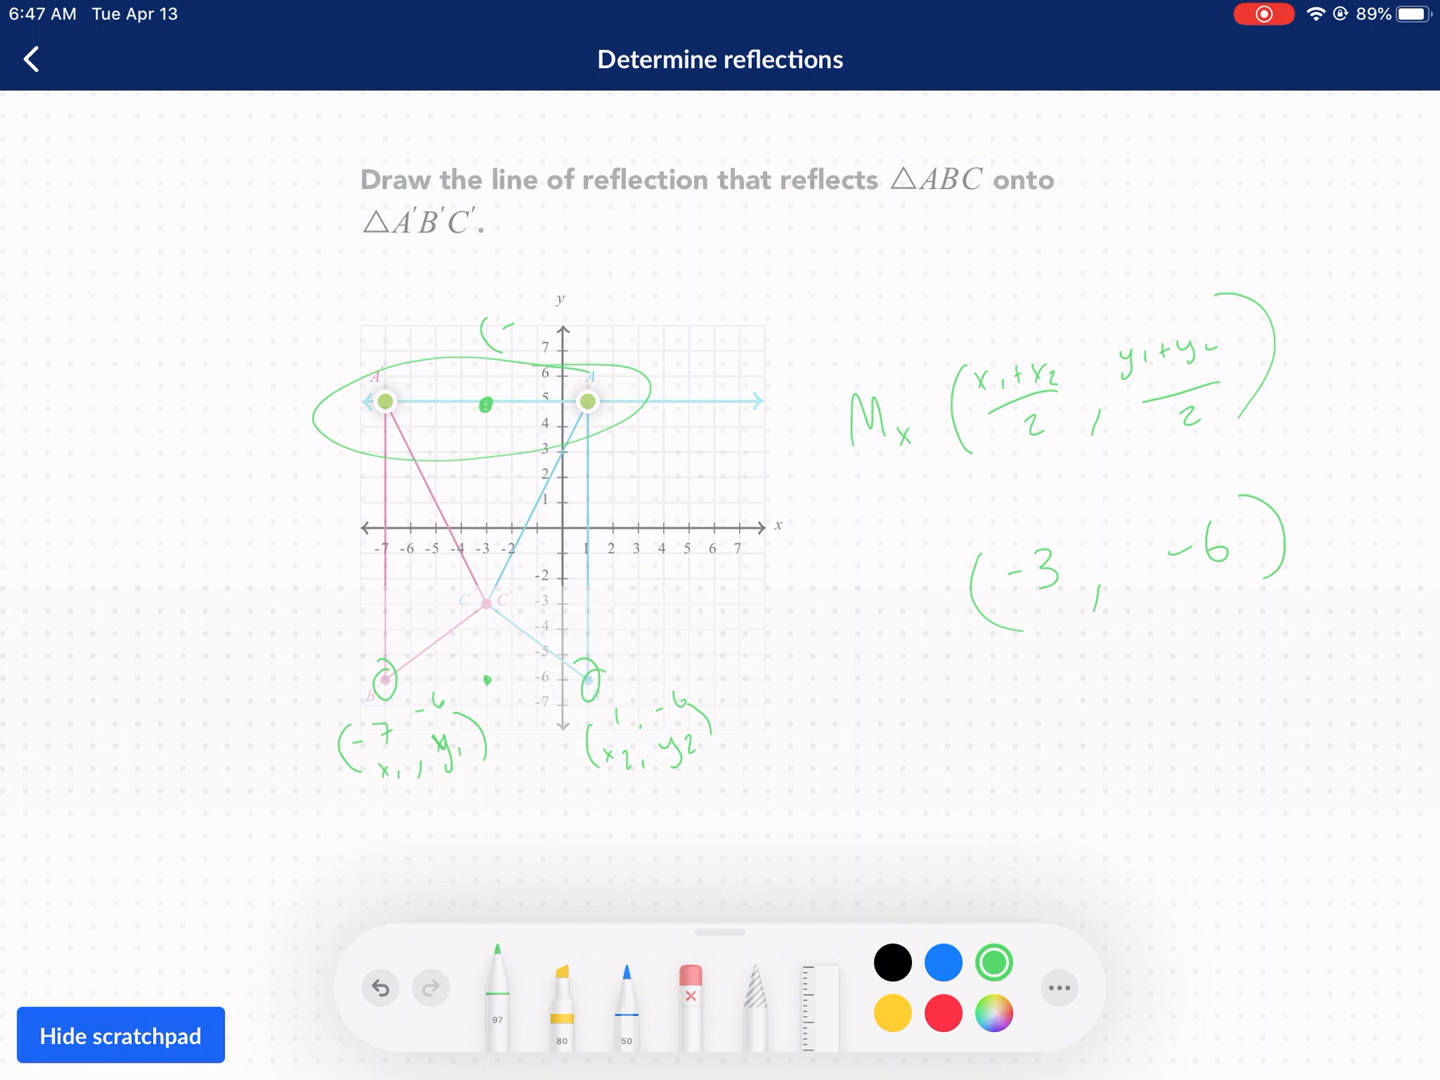 6:47 AM Tue Apr 13
89%
Determine reflections
Draw the line of reflection that reflects △ABC onto
△A′B′C′.
y
(-
7
A′
6
A
5
4
3
2
1
x
-7 -6 -5 -4 -3 -2 1 2 3 4 5 6 7
-2
C C′ -3
-4
-5
-6
-7
B′
(-7, -6)
(x₁, y₁)
(1, -6)
(x₂, y₂)
Mx (x₁+x₂/2, y₁+y₂/2)
(-3, -6)
97
80
50
Hide scratchpad